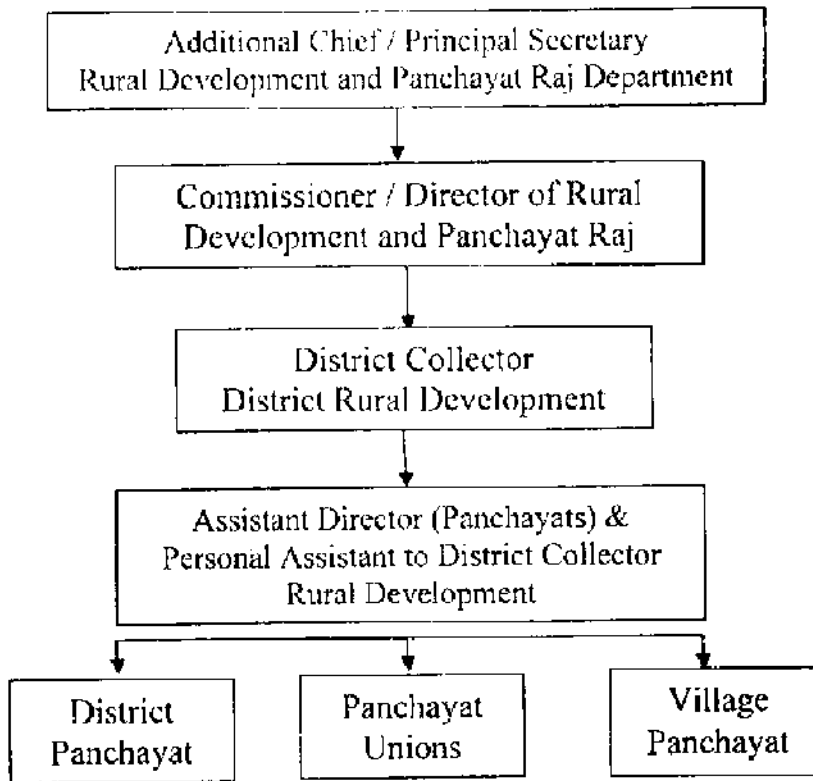 Additional Chief / Principal Secretary
Rural Development and Panchayat Raj Department
Commissioner / Director of Rural
Development and Panchayat Raj
District Collector
District Rural Development
Assistant Director (Panchayats) &
Personal Assistant to District Collector
Rural Development
District
Panchayat
Panchayat
Unions
Village
Panchayat